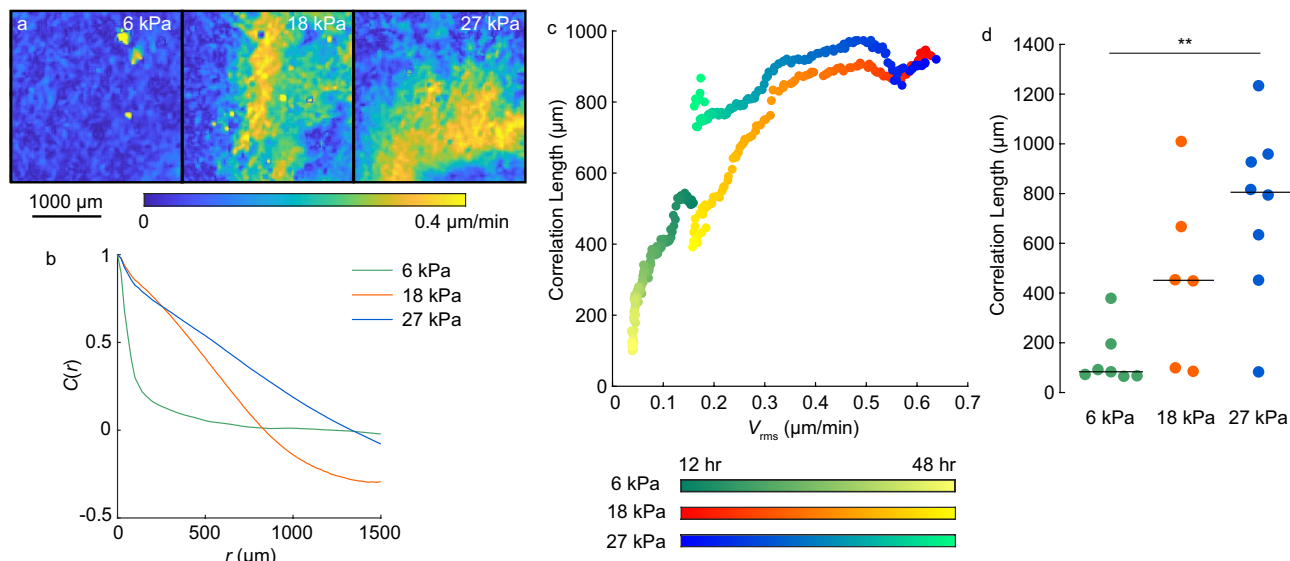 a
6 kPa
18 kPa
27 kPa
1000 µm
0
0.4 µm/min
b
1
0.5
0
-0.5
C(r)
0
500
1000
1500
r (µm)
6 kPa
18 kPa
27 kPa
c
1000
800
600
400
200
0
Correlation Length (µm)
0
0.1
0.2
0.3
0.4
0.5
0.6
0.7
Vrms (µm/min)
12 hr
48 hr
6 kPa
18 kPa
27 kPa
d
**
1400
1200
1000
800
600
400
200
0
Correlation Length (µm)
6 kPa
18 kPa
27 kPa